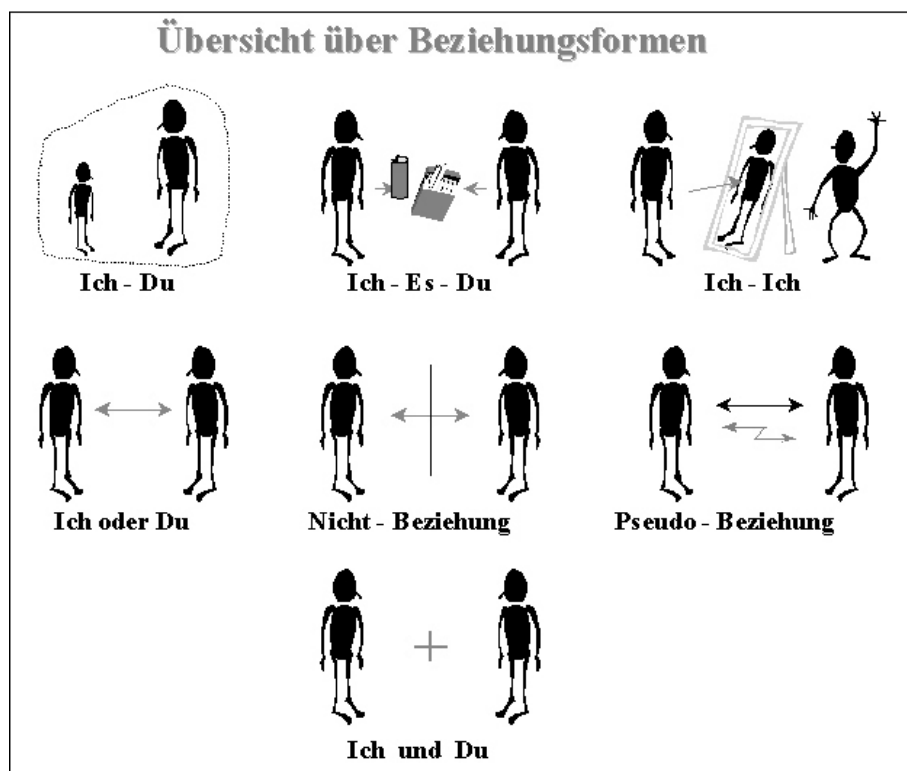 Übersicht über Beziehungsformen
Ich - Du
Ich - Es - Du
Ich - Ich
Ich oder Du
Nicht - Beziehung
Pseudo - Beziehung
Ich und Du